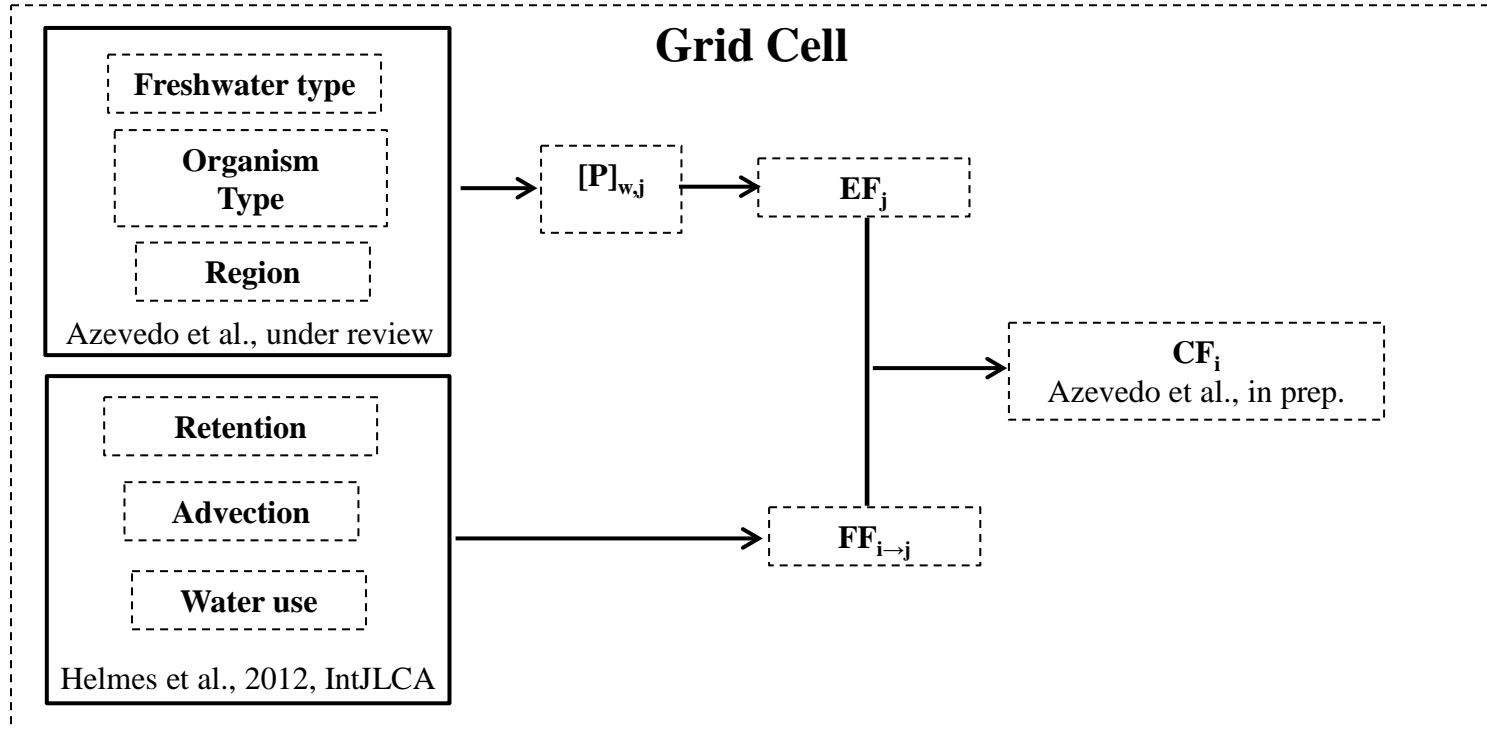 Grid Cell
Freshwater type
Organism
Type
Region
Azevedo et al., under review
[P]w,j
EFj
CFi
Azevedo et al., in prep.
Retention
Advection
Water use
Helmes et al., 2012, IntJLCA
FFi→j